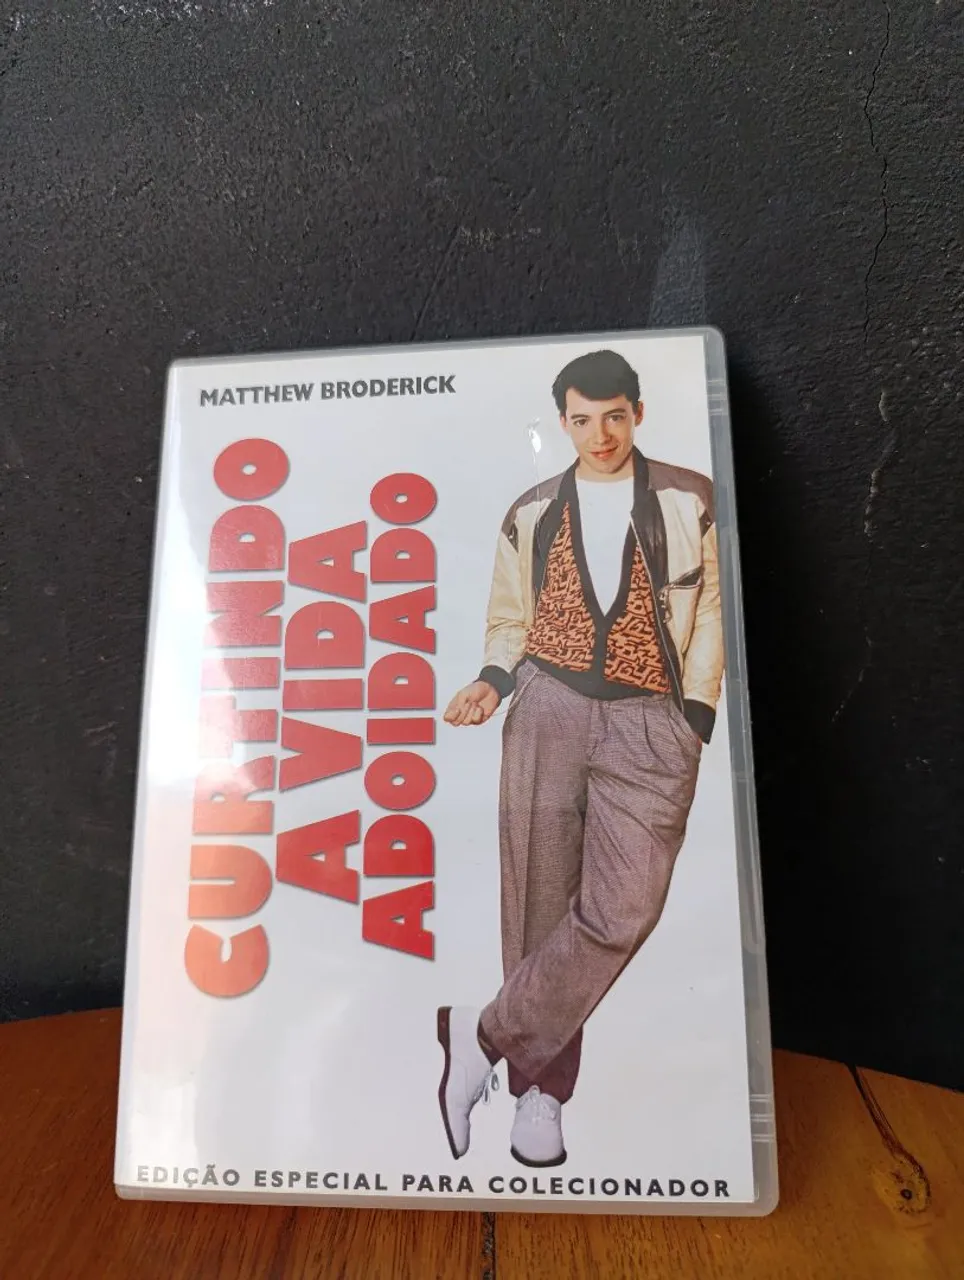 MATTHEW BRODERICK
CURTINDO
A VIDA
ADOIDADO
EDIÇÃO ESPECIAL PARA COLECIONADOR